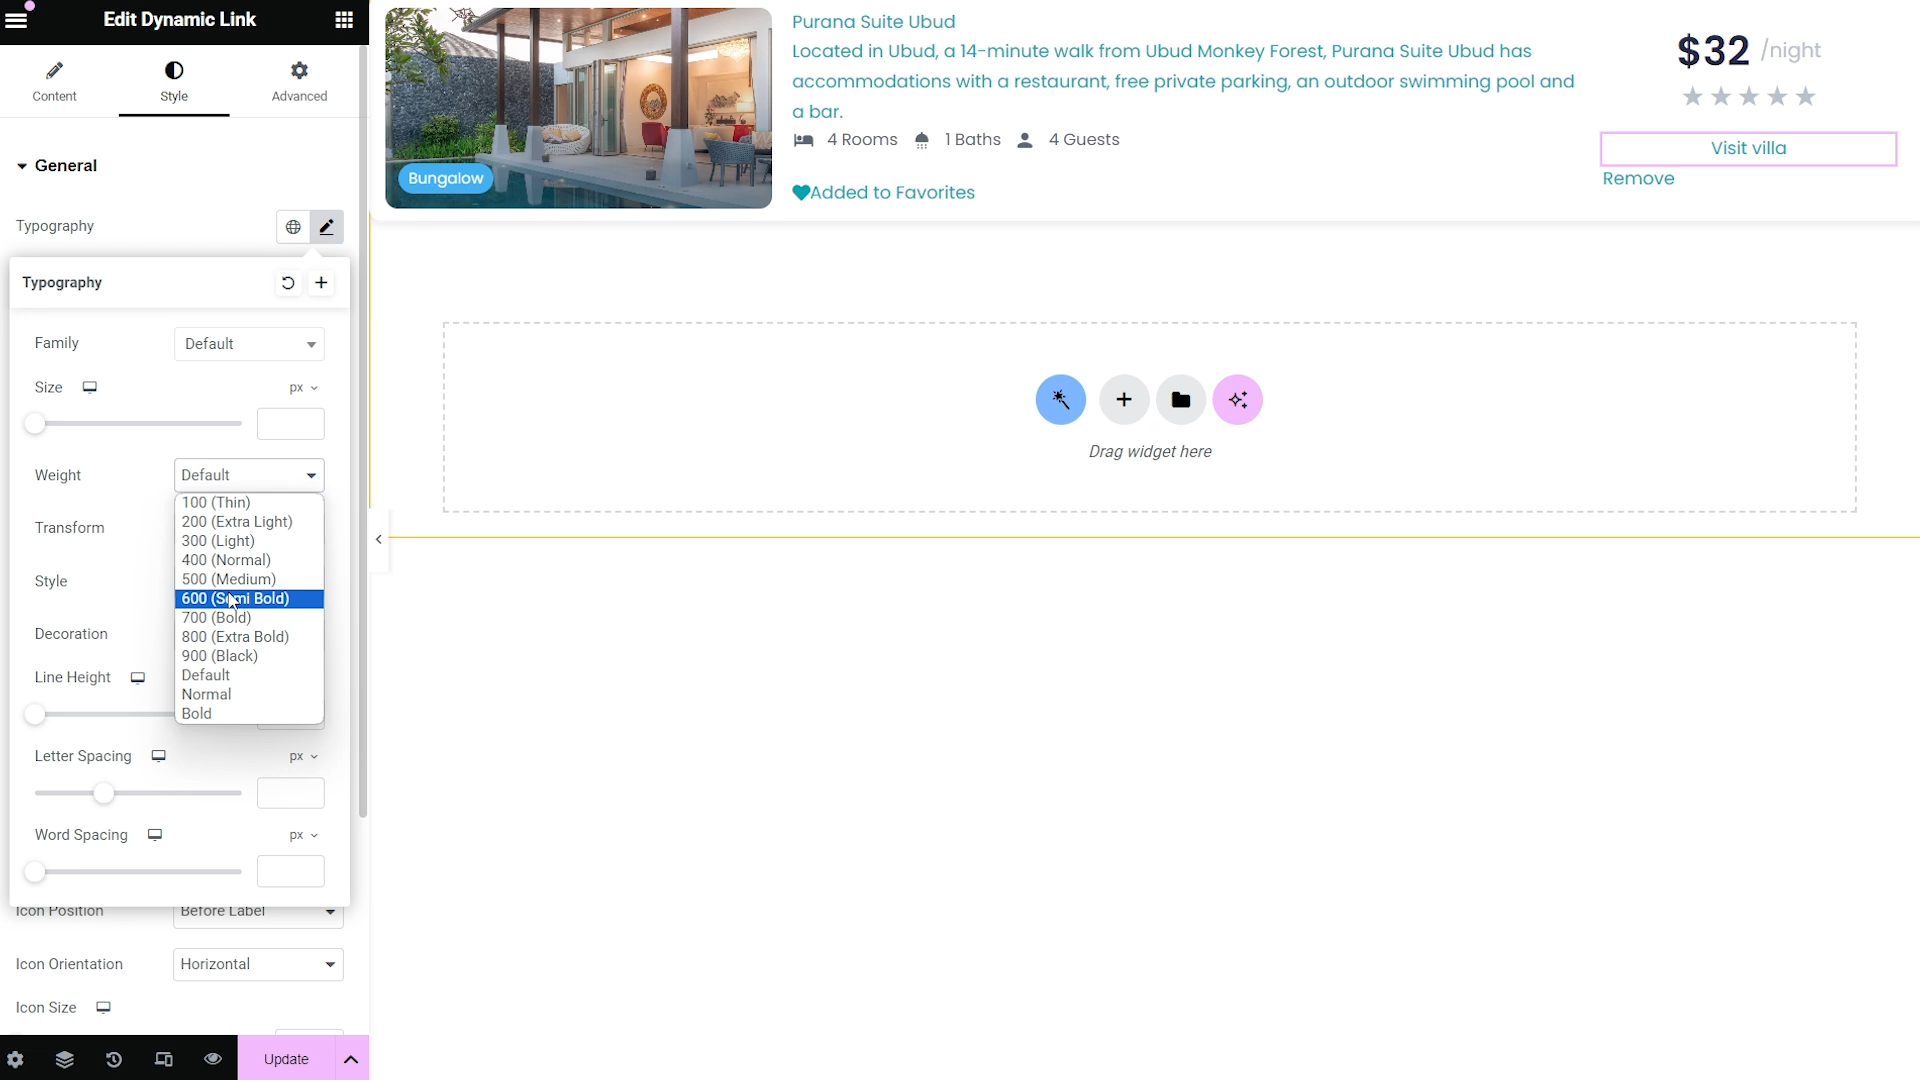 Edit Dynamic Link
Content
Style
Advanced
General
Typography
Typography
Family
Default
Size
px
Weight
Default
100 (Thin)
200 (Extra Light)
300 (Light)
400 (Normal)
500 (Medium)
600 (Semi Bold)
700 (Bold)
800 (Extra Bold)
900 (Black)
Default
Normal
Bold
Transform
Style
Decoration
Line Height
Letter Spacing
px
Word Spacing
px
Icon Position
Before Label
Icon Orientation
Horizontal
Icon Size
Update
Bungalow
Purana Suite Ubud
Located in Ubud, a 14-minute walk from Ubud Monkey Forest, Purana Suite Ubud has
accommodations with a restaurant, free private parking, an outdoor swimming pool and
a bar.
4 Rooms
1 Baths
4 Guests
Added to Favorites
$32 /night
Visit villa
Remove
Drag widget here